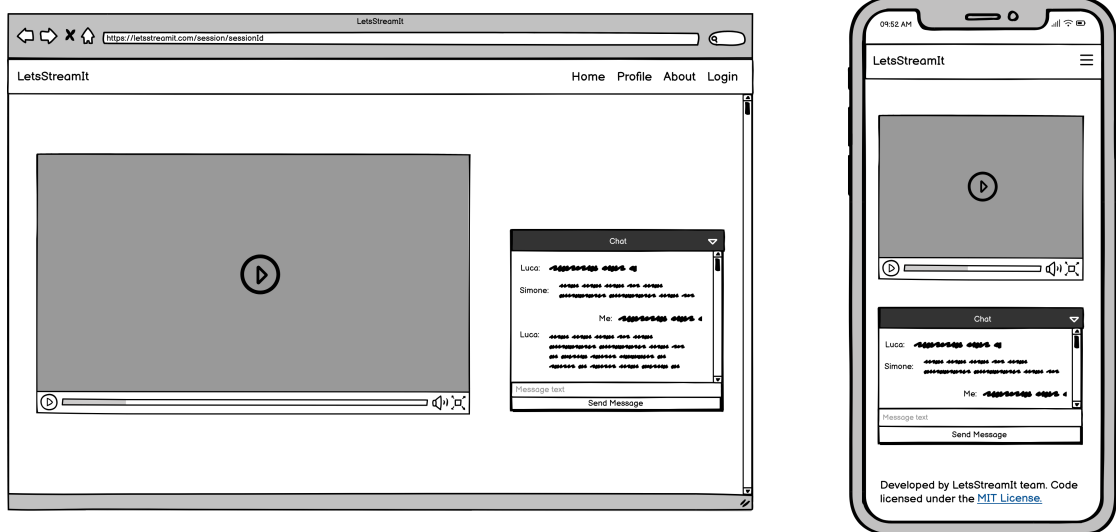 LetsStreamIt
https://letsstreamit.com/session/sessionId
LetsStreamIt
Home Profile About Login
Chat
Luca:
Simone:
Me:
Luca:
Message text
Send Message
09:52 AM
LetsStreamIt
Chat
Luca:
Simone:
Me:
Message text
Send Message
Developed by LetsStreamIt team. Code
licensed under the MIT License.